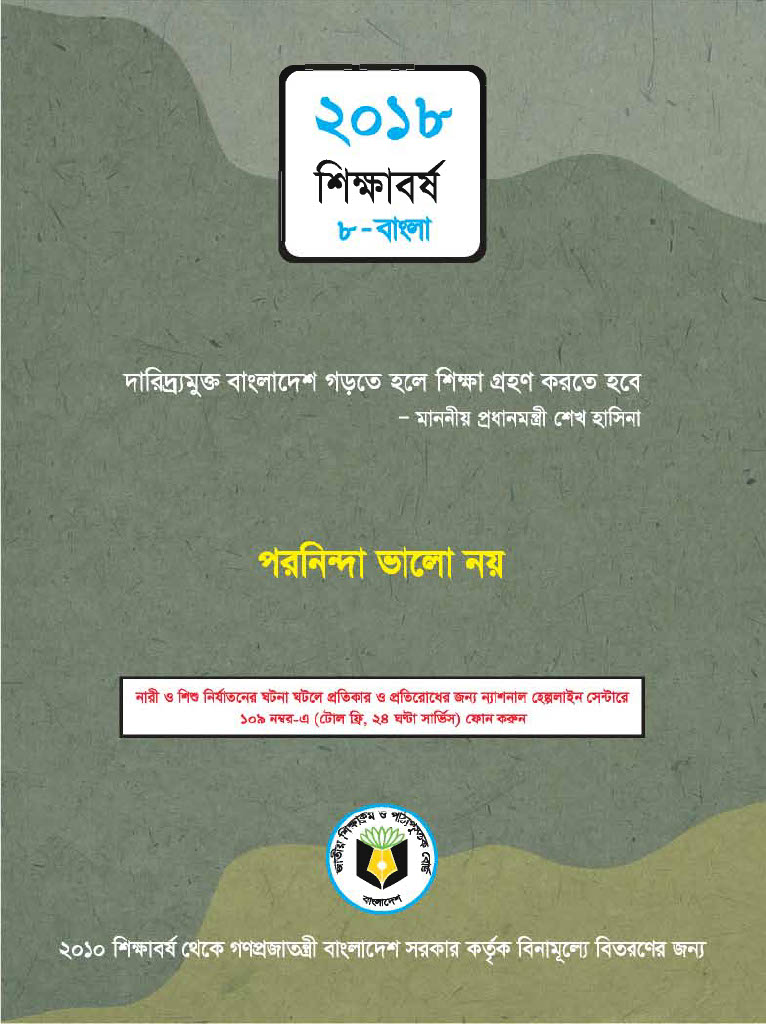 ২০১৮
শিক্ষাবর্ষ
৮-বাংলা
দারিদ্র্যমুক্ত বাংলাদেশ গড়তে হলে শিক্ষা গ্রহণ করতে হবে
– মাননীয় প্রধানমন্ত্রী শেখ হাসিনা
পরনিন্দা ভালো নয়
নারী ও শিশু নির্যাতনের ঘটনা ঘটলে প্রতিকার ও প্রতিরোধের জন্য ন্যাশনাল হেল্পলাইন সেন্টারে
১০৯ নম্বর-এ (টোল ফ্রি, ২৪ ঘণ্টা সার্ভিস) ফোন করুন
জাতীয় শিক্ষাক্রম ও পাঠ্যপুস্তক বোর্ড
বাংলাদেশ
২০১০ শিক্ষাবর্ষ থেকে গণপ্রজাতন্ত্রী বাংলাদেশ সরকার কর্তৃক বিনামূল্যে বিতরণের জন্য